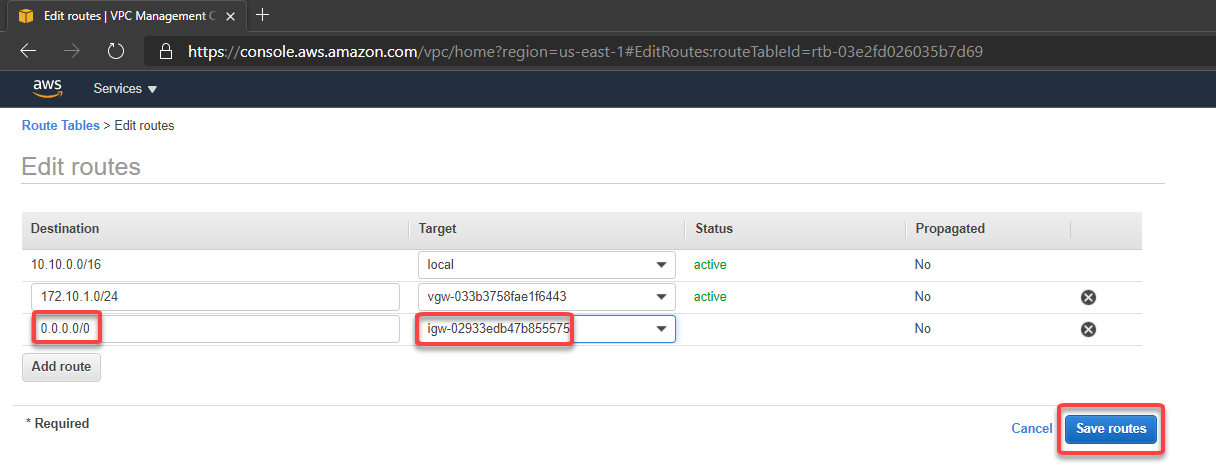 Edit routes | VPC Management C
https://console.aws.amazon.com/vpc/home?region=us-east-1#EditRoutes:routeTableId=rtb-03e2fd026035b7d69
aws Services
Route Tables > Edit routes
Edit routes
Destination Target Status Propagated
10.10.0.0/16 local active No
172.10.1.0/24 vgw-033b3758fae1f6443 active No
0.0.0.0/0 igw-02933edb47b855575 No
Add route
* Required
Cancel Save routes